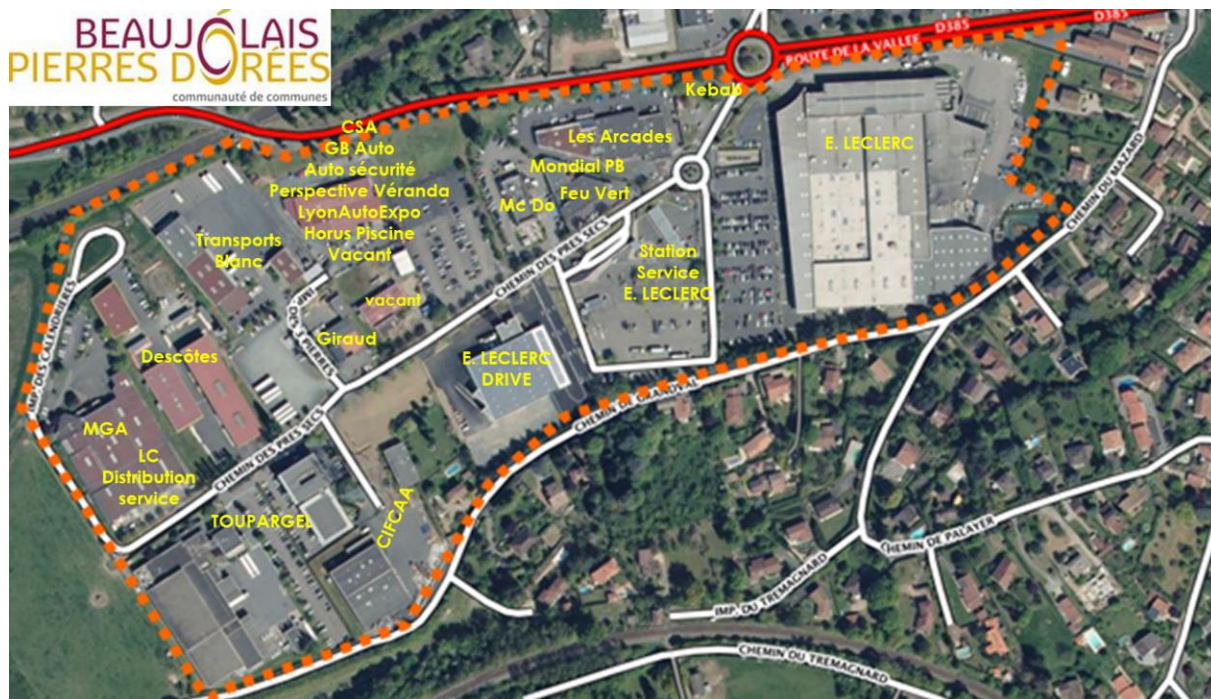 BEAUJOLAIS
PIERRES DORÉES
communauté de communes
D385
D385
ROUTE DE LA VALLEE
Kebab
CSA
GB Auto
Auto sécurité
Perspective Véranda
LyonAutoExpo
Horus Piscine
Vacant
Les Arcades
Mondial PB
Feu Vert
Mc Do
E. LECLERC
CHEMIN DU MAZARD
Transports
Blanc
CHEMIN DES PRES SECS
Station
Service
E. LECLERC
IMP. DES CALENDRIERES
IMP. DES 2 PIERRES
vacant
Giraud
Descôtes
E. LECLERC
DRIVE
CHEMIN DE GRANDVAL
MGA
LC
Distribution
service
CHEMIN DES PRES SECS
TOUPARGEL
CIFCAA
CHEMIN DE PALAYER
IMP. DU TREMAGNARD
CHEMIN DU TREMAGNARD